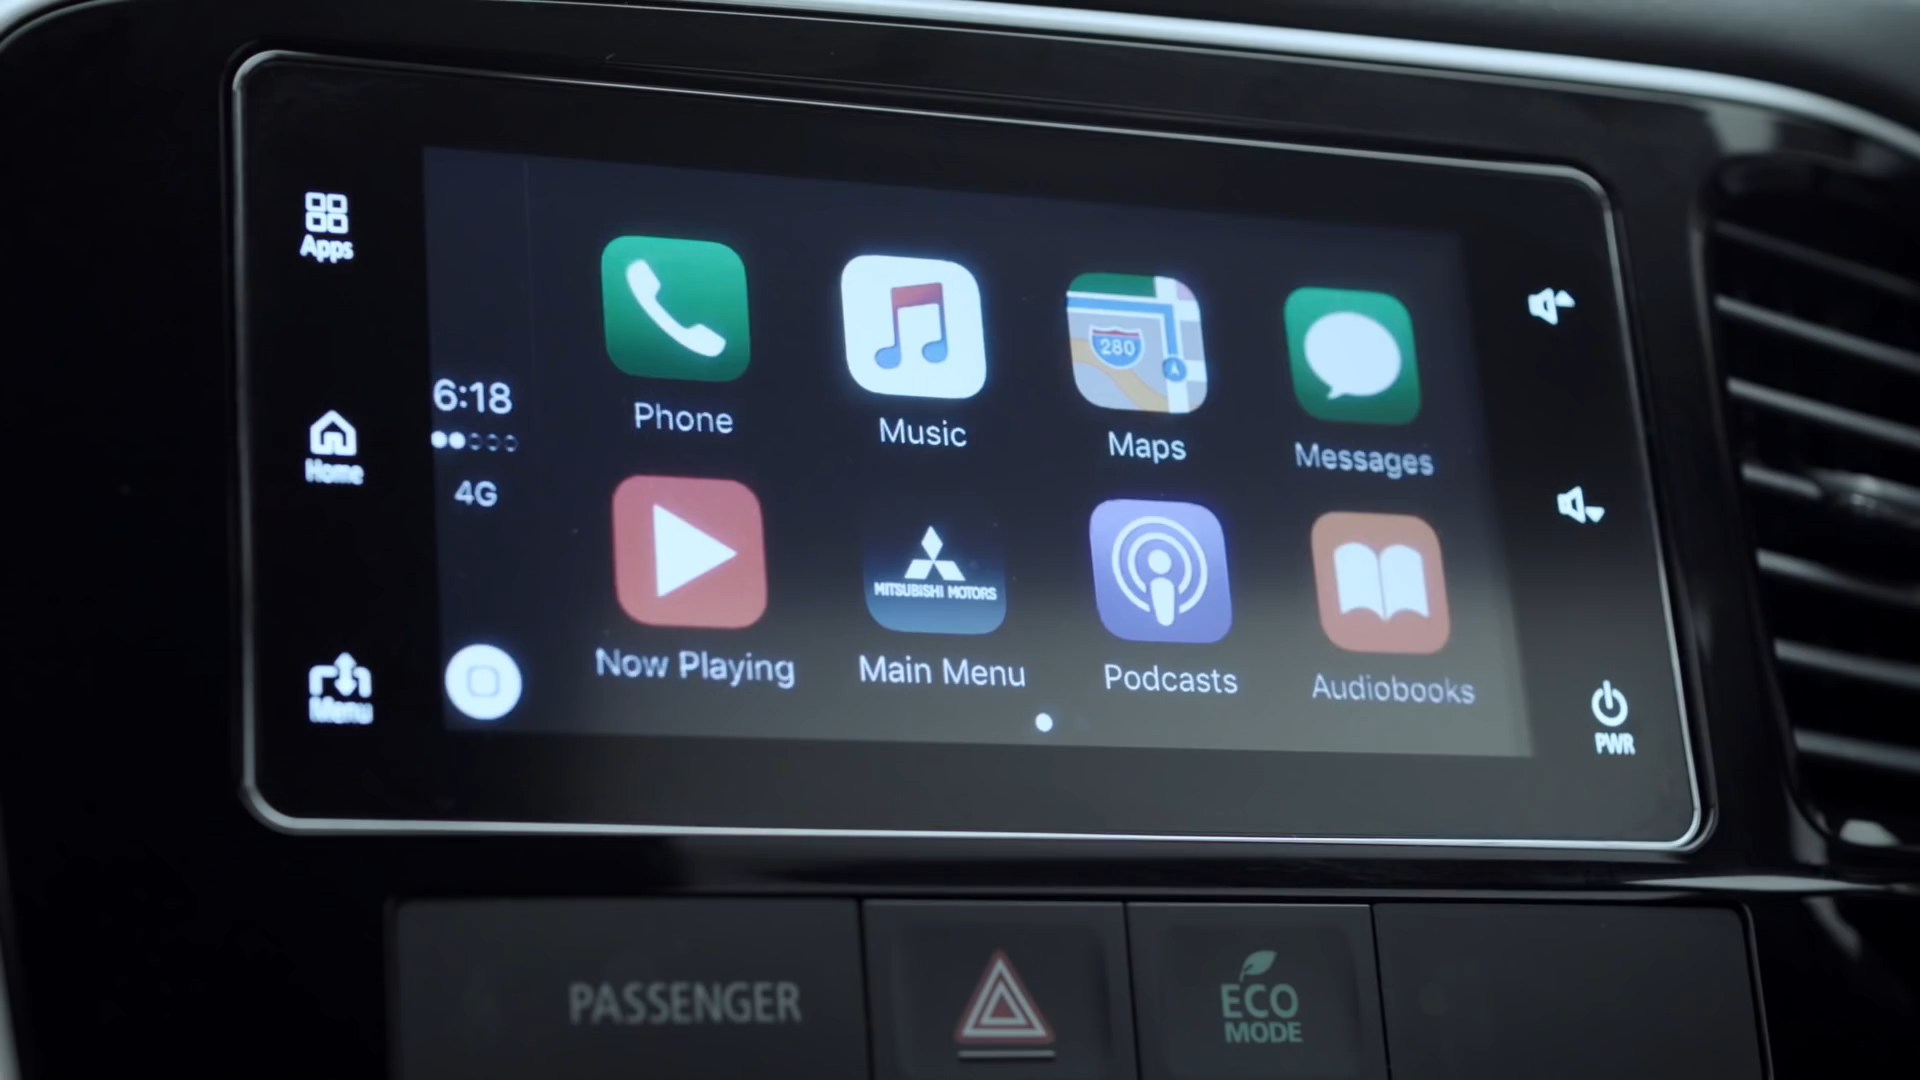 Apps
Home
Menu
6:18
4G
Phone
Music
280
Maps
Messages
Now Playing
MITSUBISHI MOTORS
Main Menu
Podcasts
Audiobooks
PWR
PASSENGER
ECO
MODE